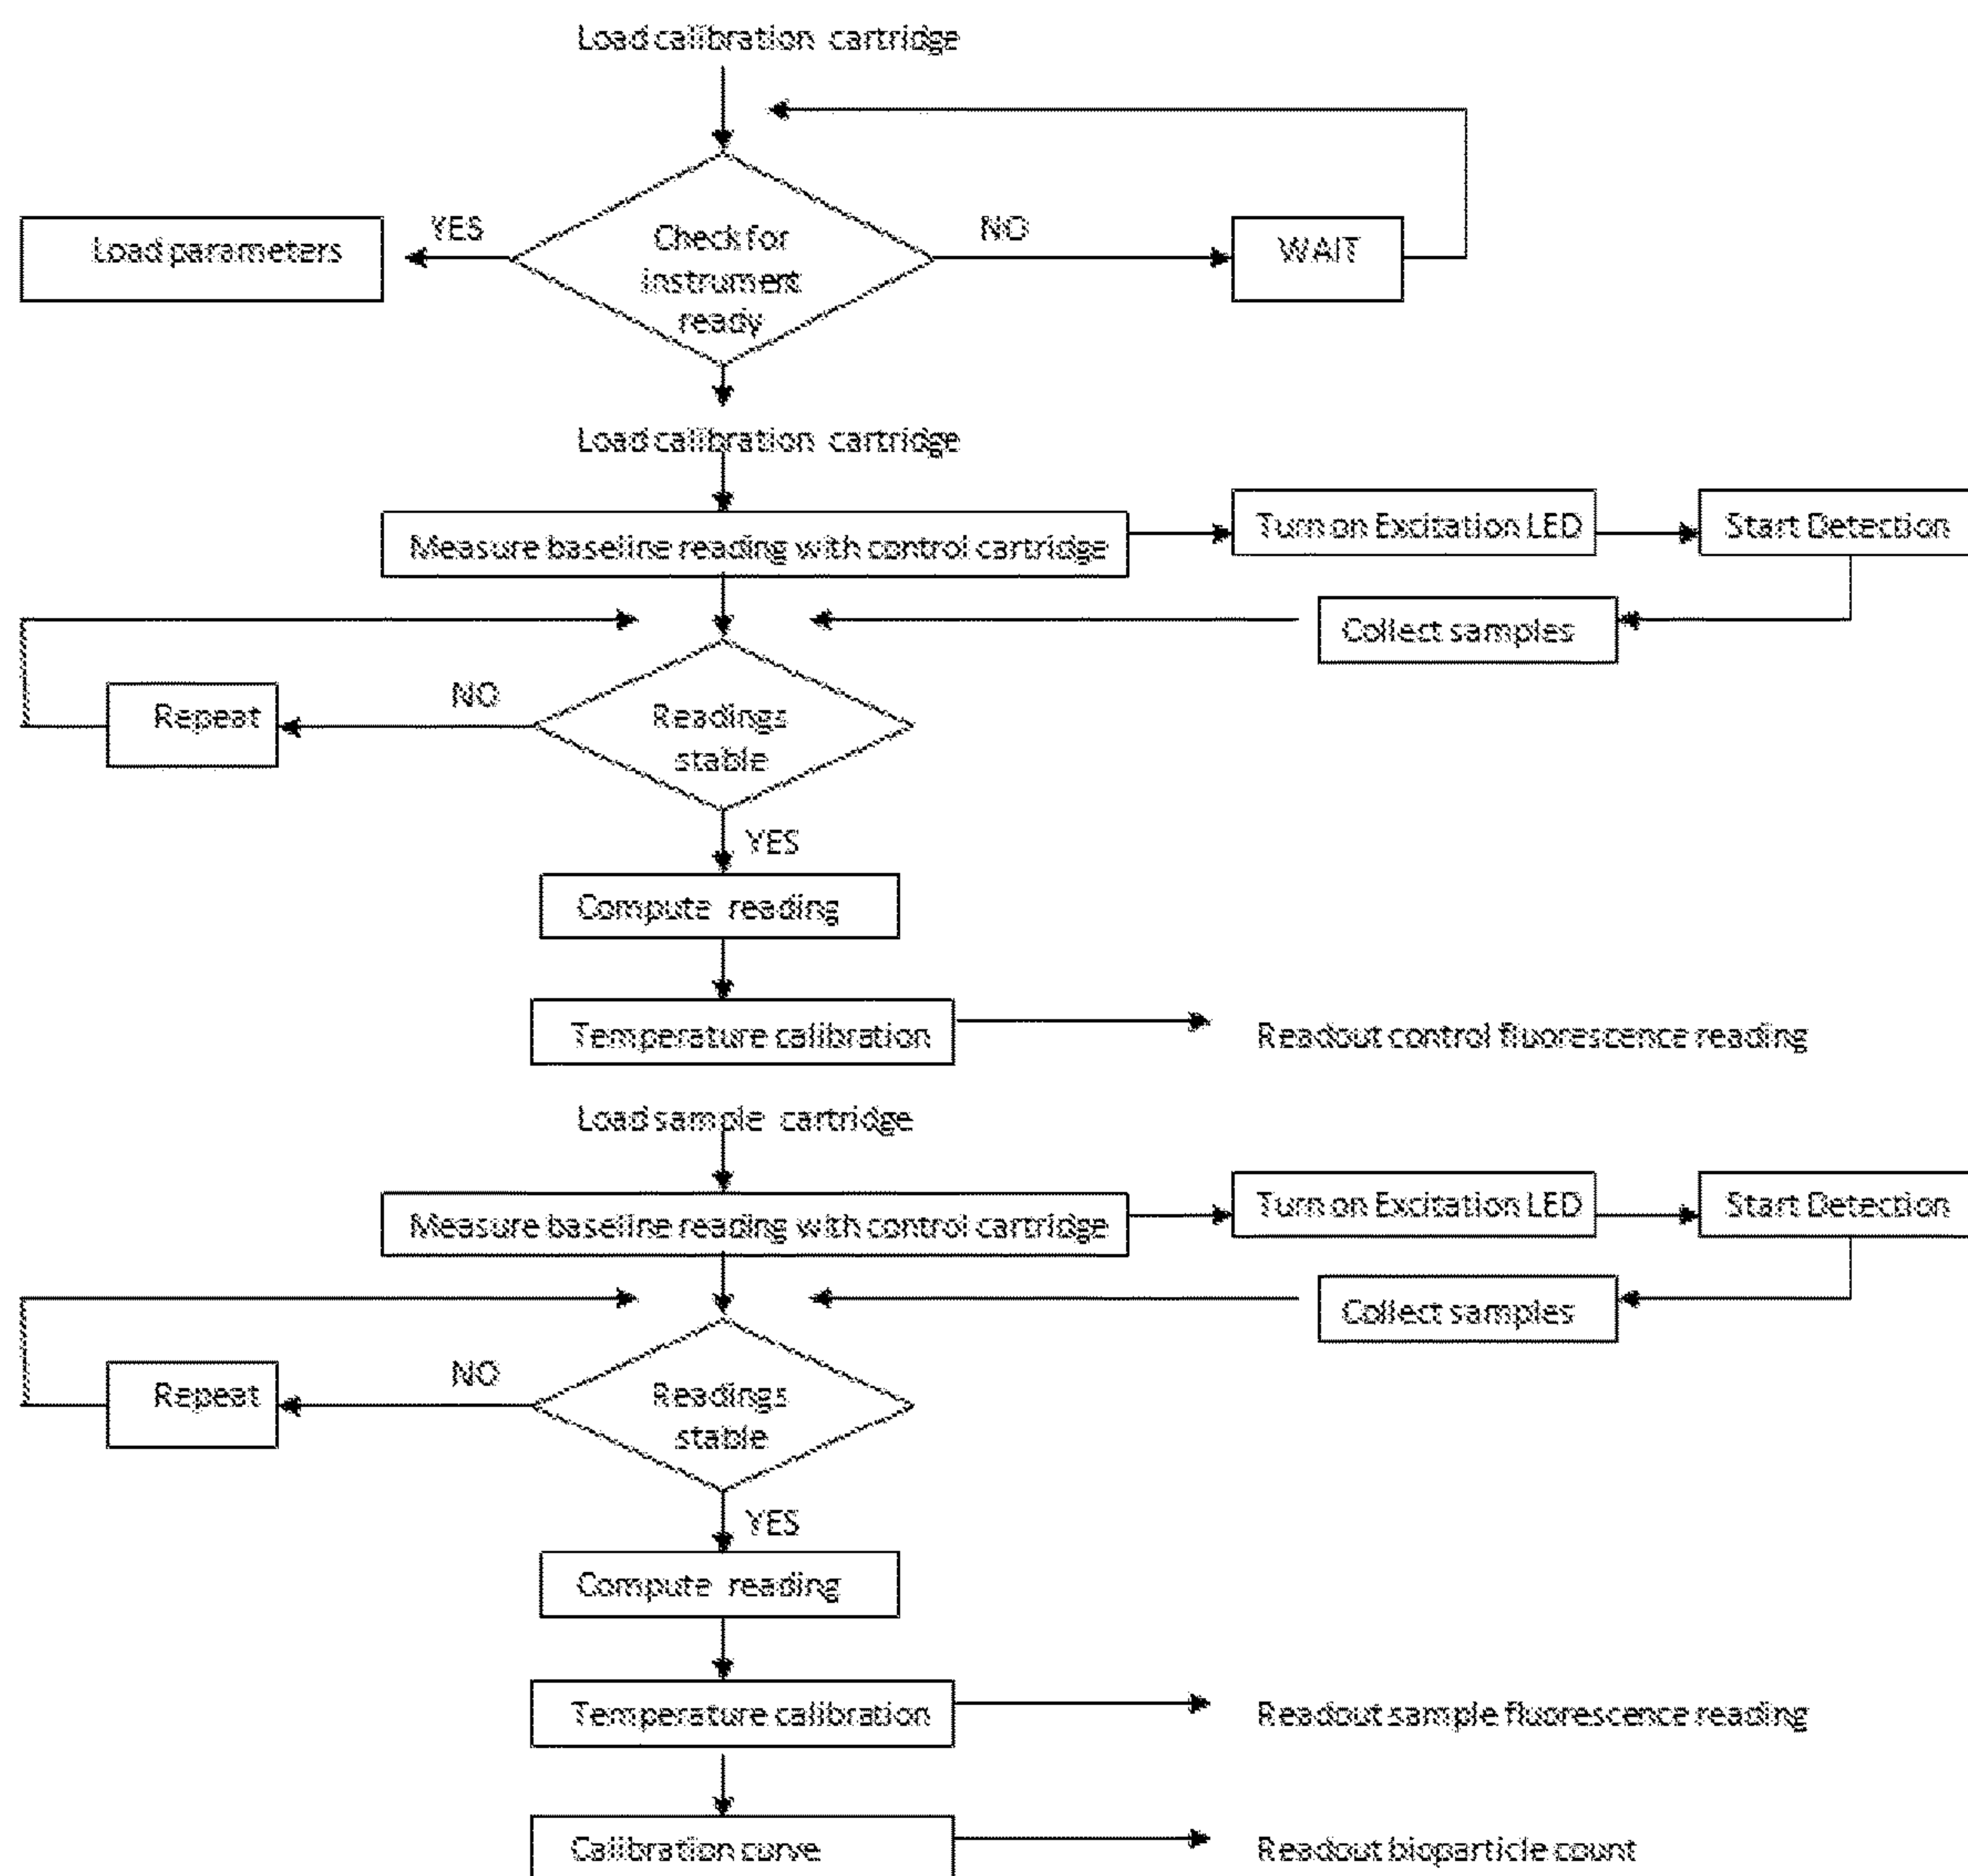 Load calibration cartridge
YES
NO
Load parameters
Check for
instrument
ready
WAIT
Load calibration cartridge
Measure baseline reading with control cartridge
Turn on Excitation LED
Start Detection
Collect samples
NO
Repeat
Readings
stable
YES
Compute reading
Temperature calibration
Readout control fluorescence reading
Load sample cartridge
Measure baseline reading with control cartridge
Turn on Excitation LED
Start Detection
Collect samples
NO
Repeat
Readings
stable
YES
Compute reading
Temperature calibration
Readout sample fluorescence reading
Calibration curve
Readout bioparticle count